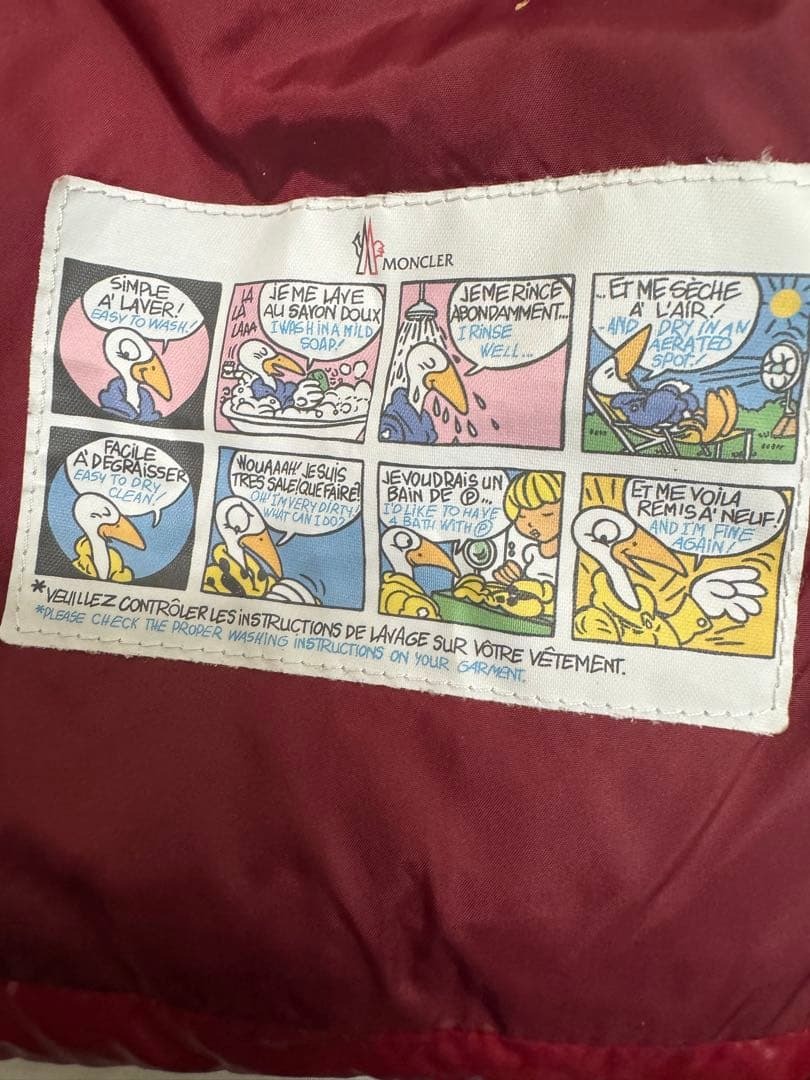 MONCLER
SIMPLE
A' LAVER!
EASY TO WASH!
LA
LA
LA
LAAA
JE ME LAVE
AU SAVON DOUX
I WASH IN A MILD
SOAP!
JE ME RINCE
ABONDAMMENT...
I RINSE
WELL...
... ET ME SÈCHE
A' L'AIR!
- AND DRY IN AN
AERATED
SPOT!
FACILE
A' DEGRAISSER
EASY TO DRY
CLEAN!
WOUAAAH! JE SUIS
TRES SALE! QUE FAIRE?
OH! I'M VERY DIRTY!
WHAT CAN I DO?
JE VOUDRAIS UN
BAIN DE Ⓟ...
I'D LIKE TO HAVE
A BATH WITH Ⓟ
ET ME VOILA
REMIS A' NEUF!
AND I'M FINE
AGAIN!
*VEUILLEZ CONTRÔLER LES INSTRUCTIONS DE LAVAGE SUR VÔTRE VÊTEMENT.
*PLEASE CHECK THE PROPER WASHING INSTRUCTIONS ON YOUR GARMENT.